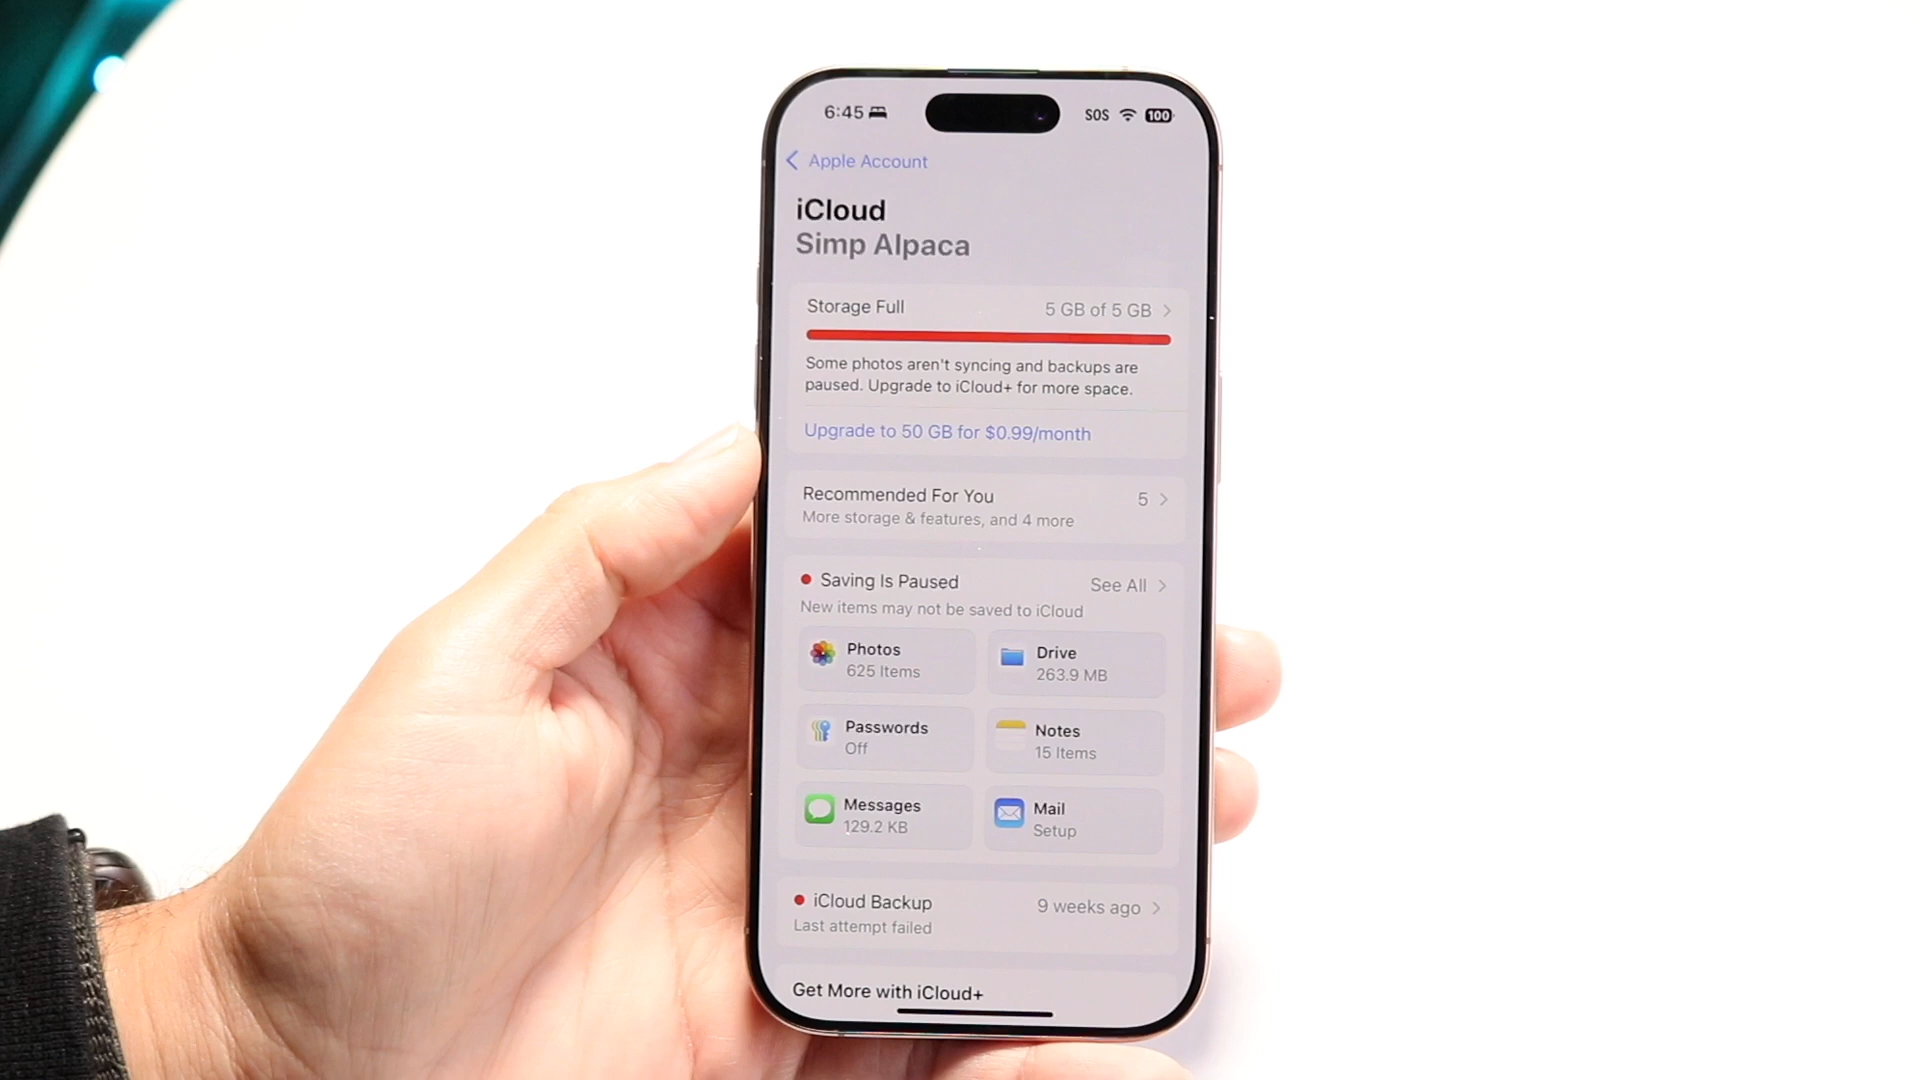 6:45 SOS 100
Apple Account
iCloud
Simp Alpaca
Storage Full 5 GB of 5 GB
Some photos aren't syncing and backups are
paused. Upgrade to iCloud+ for more space.
Upgrade to 50 GB for $0.99/month
Recommended For You 5
More storage & features, and 4 more
Saving Is Paused See All
New items may not be saved to iCloud
Photos Drive
625 Items 263.9 MB
Passwords Notes
Off 15 Items
Messages Mail
129.2 KB Setup
iCloud Backup 9 weeks ago
Last attempt failed
Get More with iCloud+